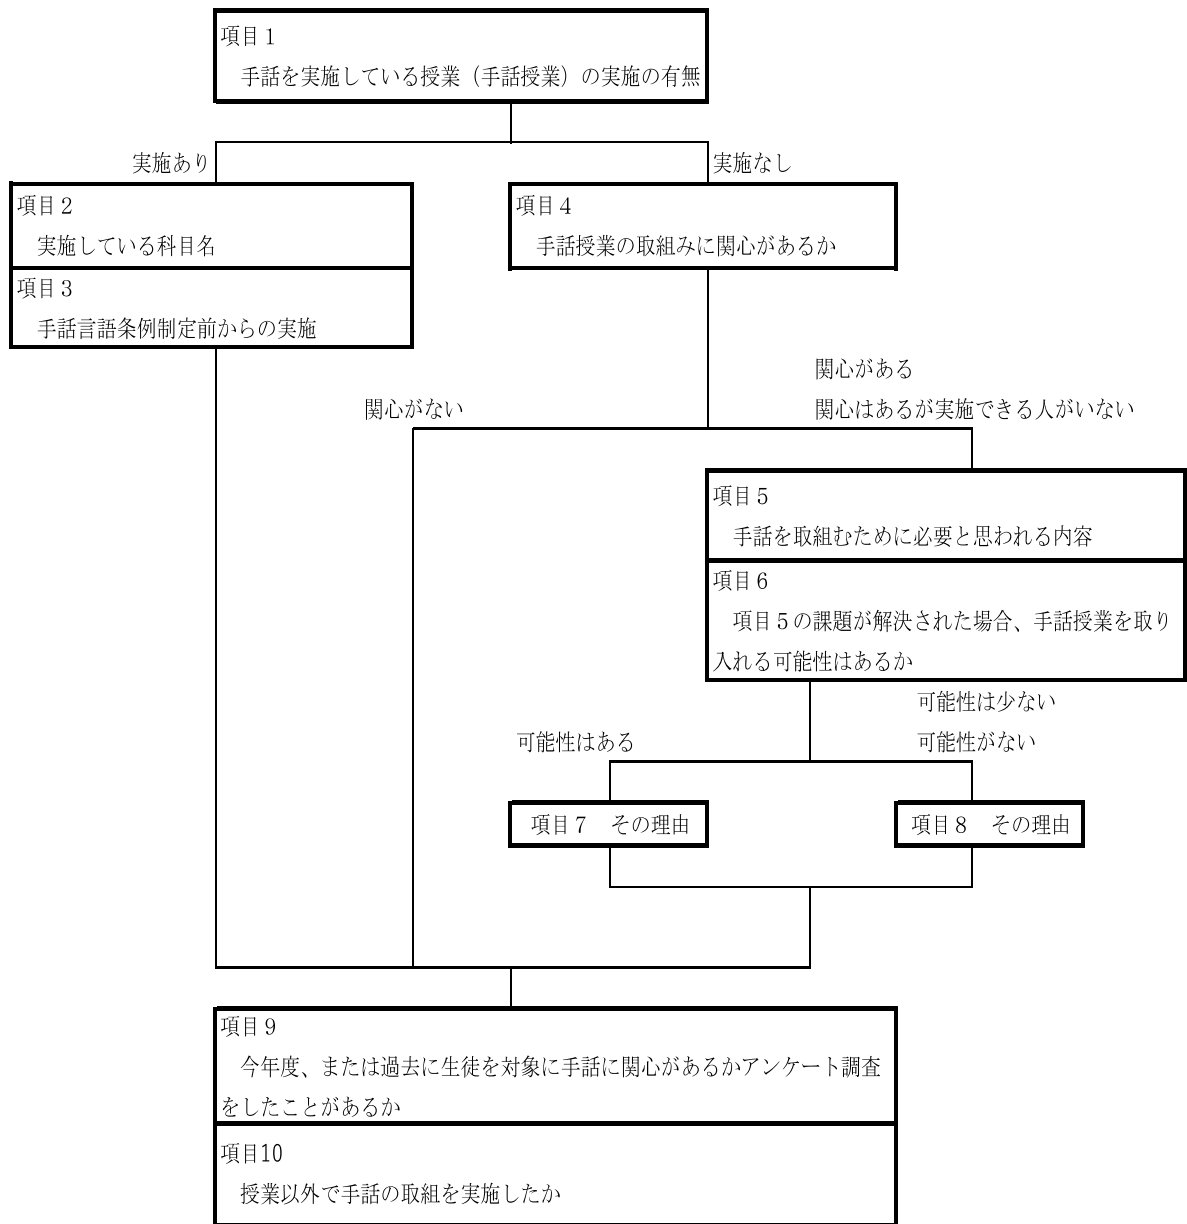 項目１
手話を実施している授業（手話授業）の実施の有無
実施あり
実施なし
項目２
実施している科目名
項目３
手話言語条例制定前からの実施
項目４
手話授業の取組みに関心があるか
関心がない
関心がある
関心はあるが実施できる人がいない
項目５
手話を取組むために必要と思われる内容
項目６
項目５の課題が解決された場合、手話授業を取り
入れる可能性はあるか
可能性はある
可能性は少ない
可能性がない
項目７　その理由
項目８　その理由
項目９
今年度、または過去に生徒を対象に手話に関心があるかアンケート調査
をしたことがあるか
項目10
授業以外で手話の取組を実施したか